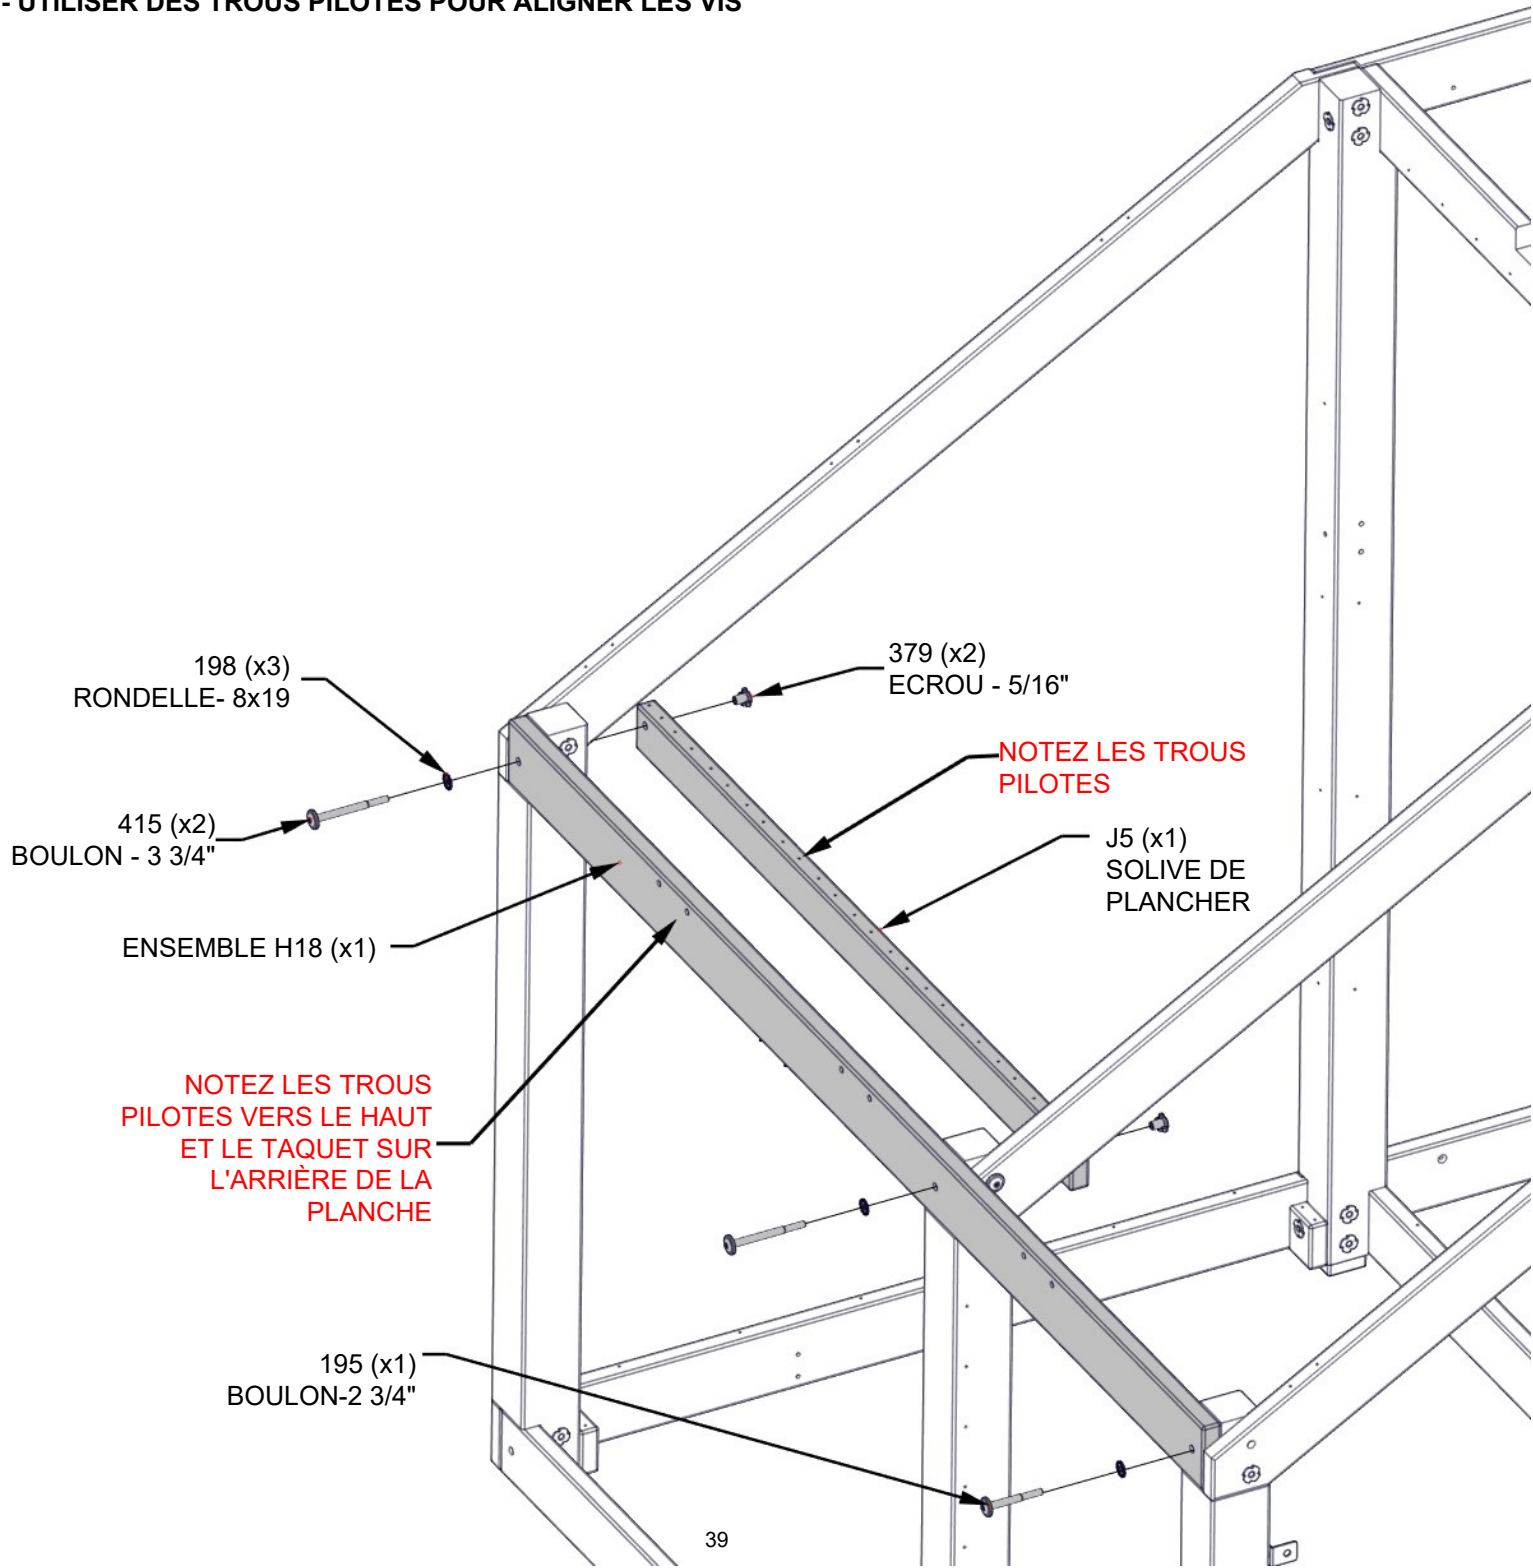 - UTILISER DES TROUS PILOTES POUR ALIGNER LES VIS
198 (x3)
RONDELLE- 8x19
379 (x2)
ECROU - 5/16"
NOTEZ LES TROUS
PILOTES
415 (x2)
BOULON - 3 3/4"
J5 (x1)
SOLIVE DE
PLANCHER
ENSEMBLE H18 (x1)
NOTEZ LES TROUS
PILOTES VERS LE HAUT
ET LE TAQUET SUR
L'ARRIÈRE DE LA
PLANCHE
195 (x1)
BOULON-2 3/4"
39